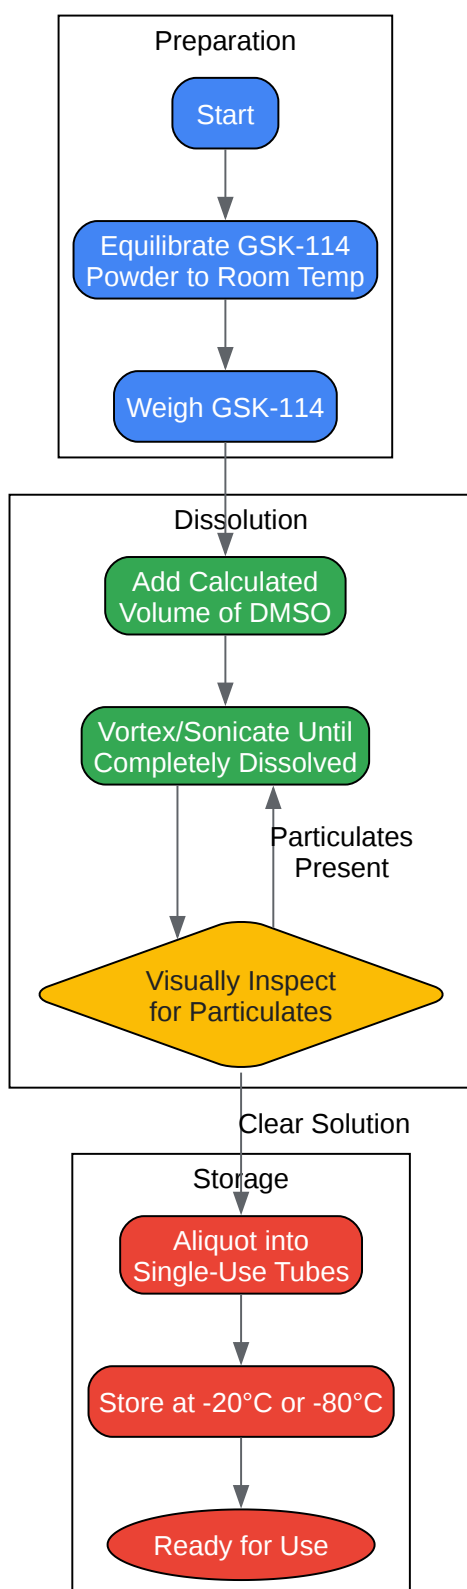 Preparation
Start
Equilibrate GSK-114
Powder to Room Temp
Weigh GSK-114
Dissolution
Add Calculated
Volume of DMSO
Vortex/Sonicate Until
Completely Dissolved
Particulates
Present
Visually Inspect
for Particulates
Clear Solution
Storage
Aliquot into
Single-Use Tubes
Store at -20°C or -80°C
Ready for Use